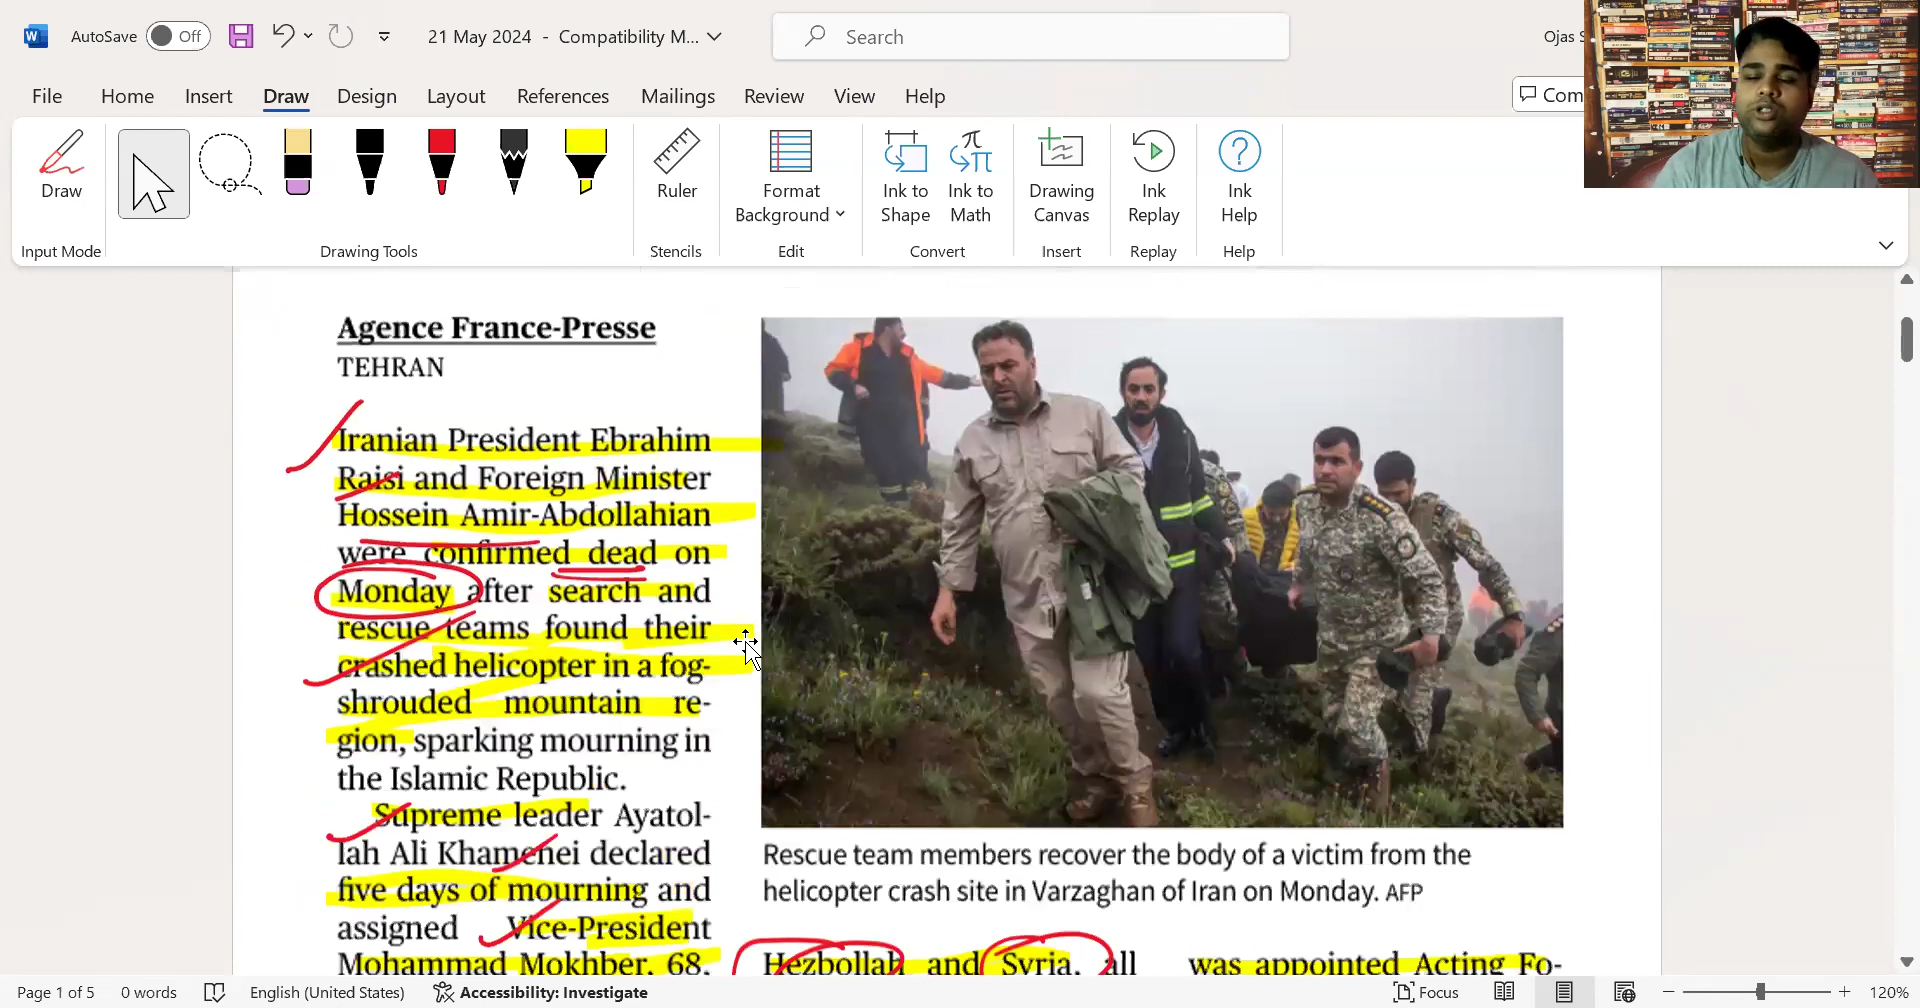 AutoSave Off 21 May 2024 - Compatibility M... Search Ojas S
File Home Insert Draw Design Layout References Mailings Review View Help Com
Draw Ruler Format Background Ink to Shape Ink to Math Drawing Canvas Ink Replay Ink Help
Input Mode Drawing Tools Stencils Edit Convert Insert Replay Help
Agence France-Presse
TEHRAN
Iranian President Ebrahim
Raisi and Foreign Minister
Hossein Amir-Abdollahian
were confirmed dead on
Monday after search and
rescue teams found their
crashed helicopter in a fog-
shrouded mountain re-
gion, sparking mourning in
the Islamic Republic.
Supreme leader Ayatol-
lah Ali Khamenei declared
five days of mourning and
assigned Vice-President
Mohammad Mokhber, 68,
Rescue team members recover the body of a victim from the
helicopter crash site in Varzaghan of Iran on Monday. AFP
Hezbollah and Syria, all
was appointed Acting Fo-
Page 1 of 5 0 words English (United States) Accessibility: Investigate Focus 120%